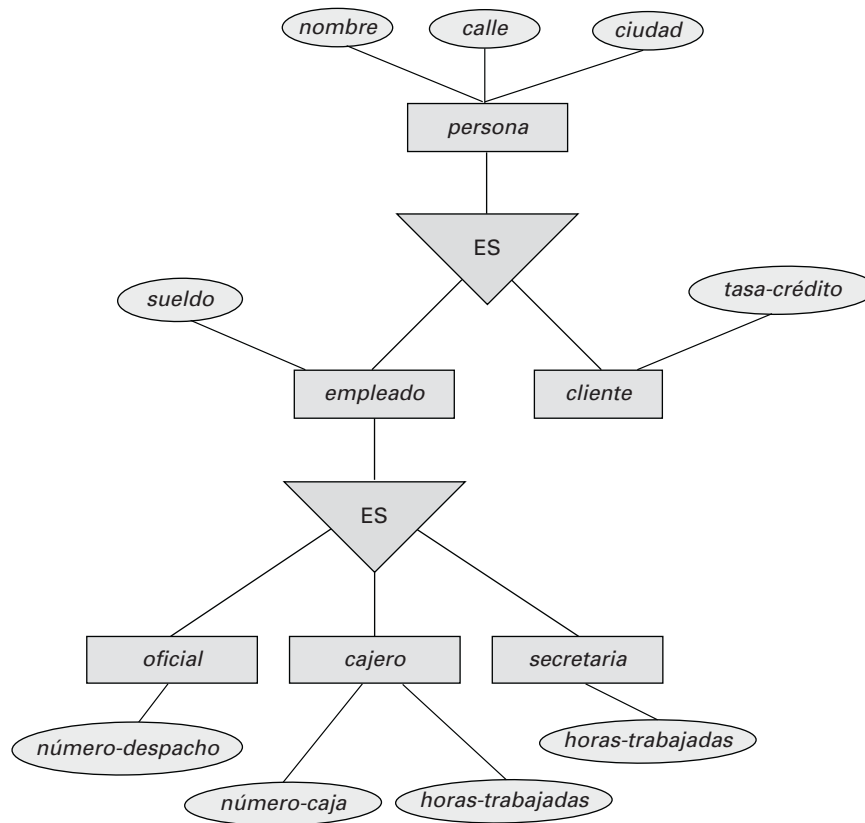 nombre
calle
ciudad
persona
ES
sueldo
tasa-crédito
empleado
cliente
ES
oficial
cajero
secretaria
número-despacho
horas-trabajadas
número-caja
horas-trabajadas